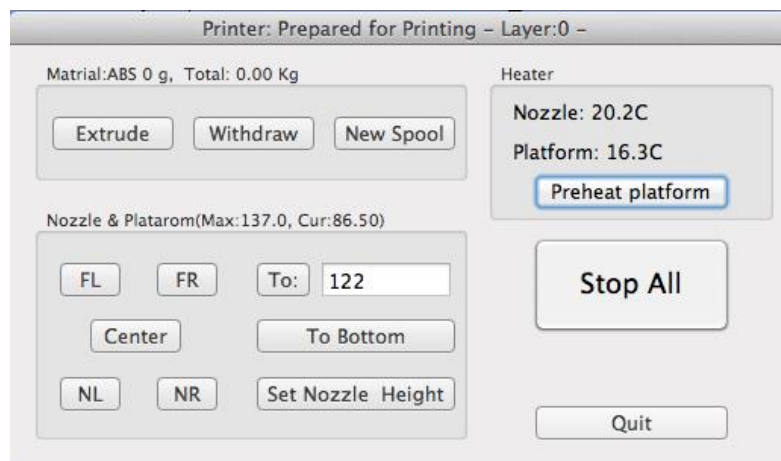 Printer: Prepared for Printing – Layer:0 –
Matrial:ABS 0 g, Total: 0.00 Kg
Extrude Withdraw New Spool
Heater
Nozzle: 20.2C
Platform: 16.3C
Preheat platform
Nozzle & Platarom(Max:137.0, Cur:86.50)
FL FR To: 122
Center To Bottom
NL NR Set Nozzle Height
Stop All
Quit